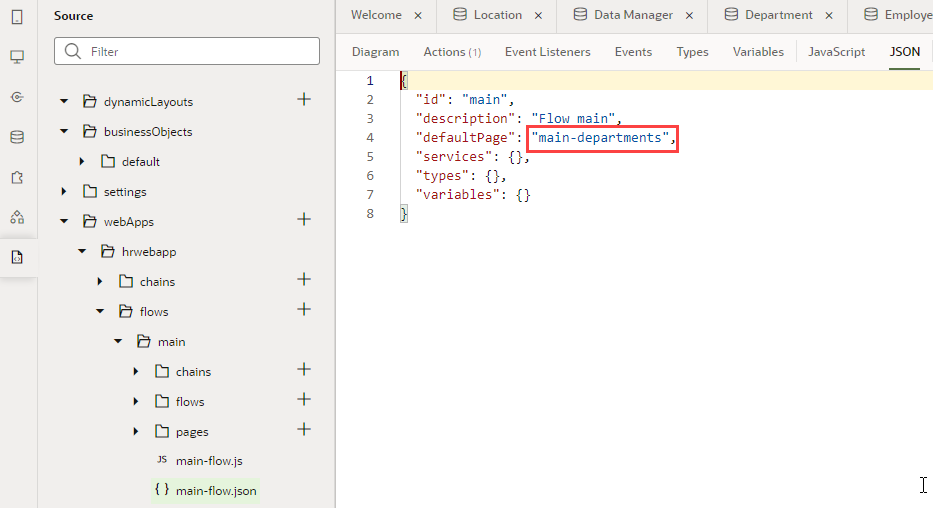 Source
Filter
dynamicLayouts
businessObjects
default
settings
webApps
hrwebapp
chains
flows
main
chains
flows
pages
JS main-flow.js
{ } main-flow.json
Welcome × Location × Data Manager × Department × Employe
Diagram Actions (1) Event Listeners Events Types Variables JavaScript JSON
1 {
2 "id": "main",
3 "description": "Flow main",
4 "defaultPage": "main-departments",
5 "services": {},
6 "types": {},
7 "variables": {}
8 }